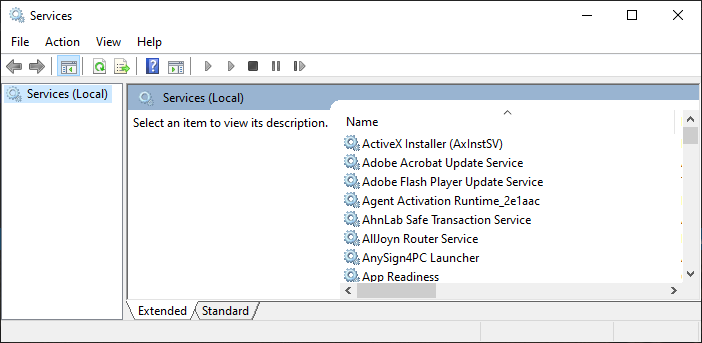 Services
File Action View Help
Services (Local)
Services (Local)
Select an item to view its description.
Name
ActiveX Installer (AxInstSV)
Adobe Acrobat Update Service
Adobe Flash Player Update Service
Agent Activation Runtime_2e1aac
AhnLab Safe Transaction Service
AllJoyn Router Service
AnySign4PC Launcher
App Readiness
Extended Standard